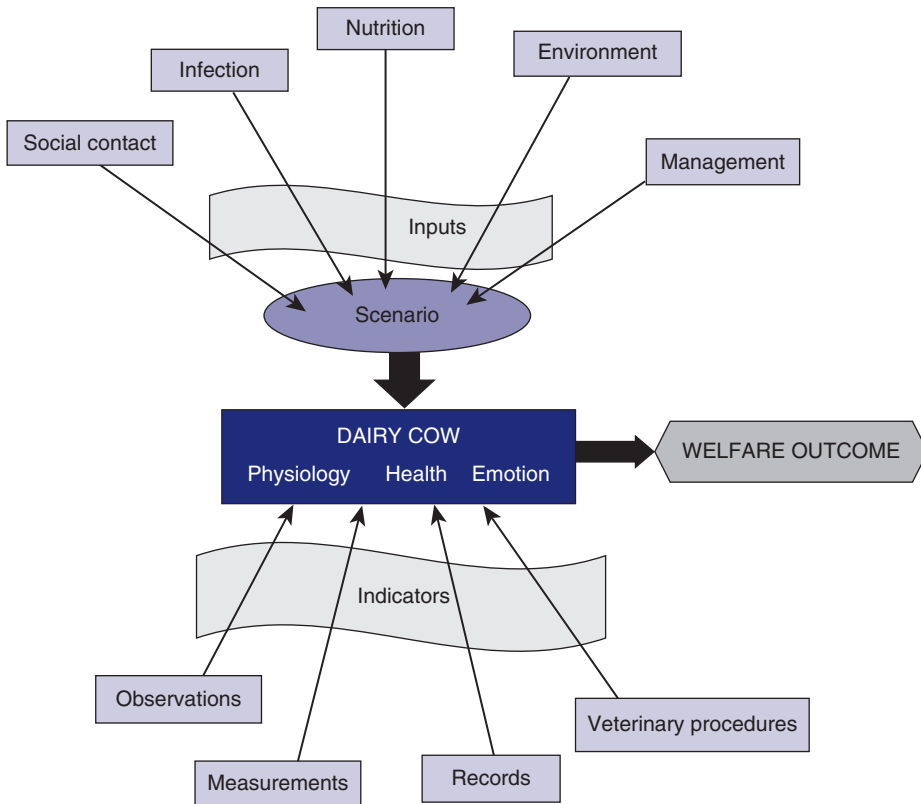 Nutrition
Environment
Infection
Social contact
Management
Inputs
Scenario
DAIRY COW
Physiology Health Emotion
WELFARE OUTCOME
Indicators
Observations
Veterinary procedures
Measurements
Records